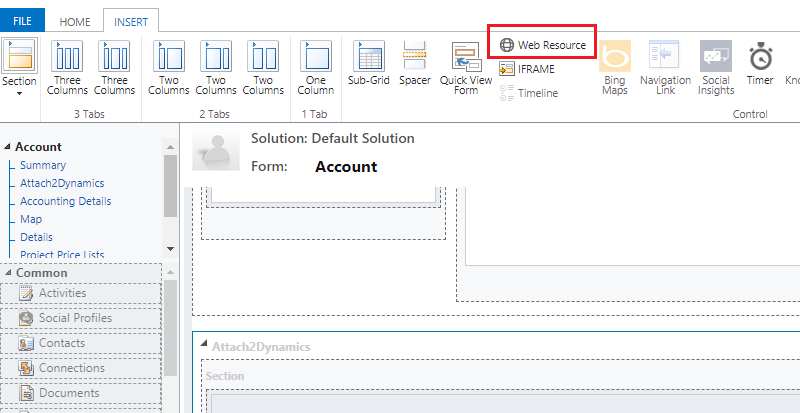 FILE
HOME
INSERT
Section
Three Columns
Three Columns
Two Columns
Two Columns
Two Columns
One Column
Sub-Grid
Spacer
Quick View Form
Web Resource
IFRAME
Timeline
Bing Maps
Navigation Link
Social Insights
Timer
3 Tabs
2 Tabs
1 Tab
Control
Account
Summary
Attach2Dynamics
Accounting Details
Map
Details
Project Price Lists
Common
Activities
Social Profiles
Contacts
Connections
Documents
Solution: Default Solution
Form: Account
Attach2Dynamics
Section